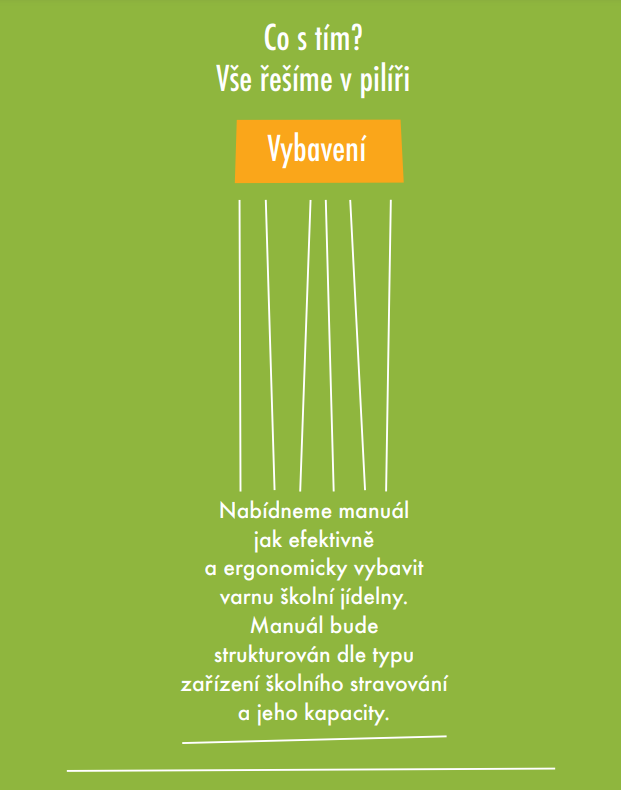 Co s tím?
Vše řešíme v pilíři
Vybavení
Nabídneme manuál
jak efektivně
a ergonomicky vybavit
varnu školní jídelny.
Manuál bude
strukturován dle typu
zařízení školního stravování
a jeho kapacity.